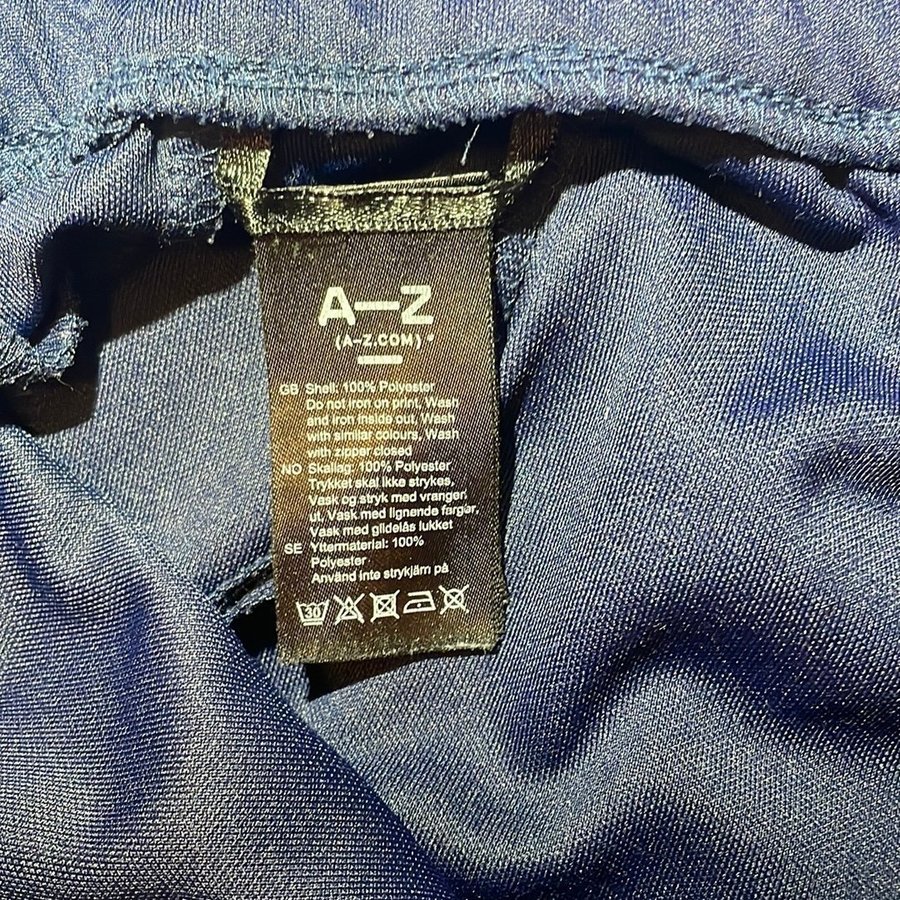 A—Z
(A-Z.COM)
GB Shell: 100% Polyester
Do not iron on print, Wash
and iron inside out, Wash
with similar colours, Wash
with zipper closed
NO Skallag: 100% Polyester
Trykket skal ikke strykes,
Vask og stryk med vranger
ut. Vask med lignende farger,
Vask med glidelås lukket
SE Yttermaterial: 100%
Polyester
Använd inte strykjärn på
30